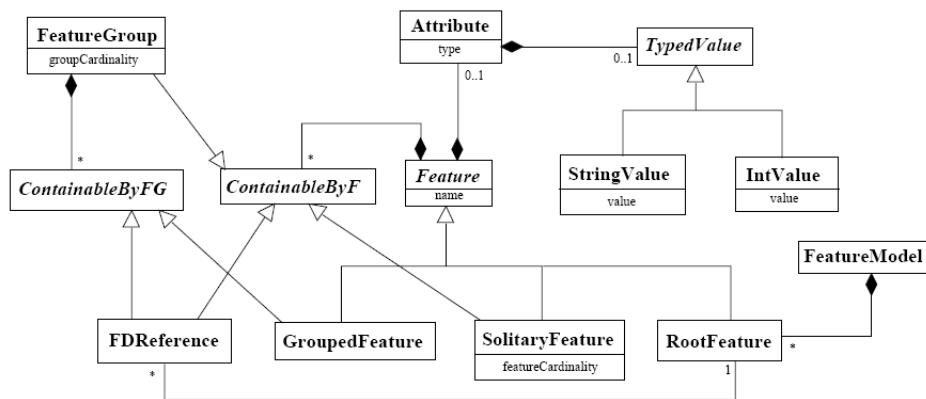 FeatureGroup
groupCardinality
Attribute
type
TypedValue
0..1
0..1
*
*
ContainableByFG
ContainableByF
Feature
name
StringValue
value
IntValue
value
FeatureModel
FDReference
GroupedFeature
SolitaryFeature
featureCardinality
RootFeature
*
*
1